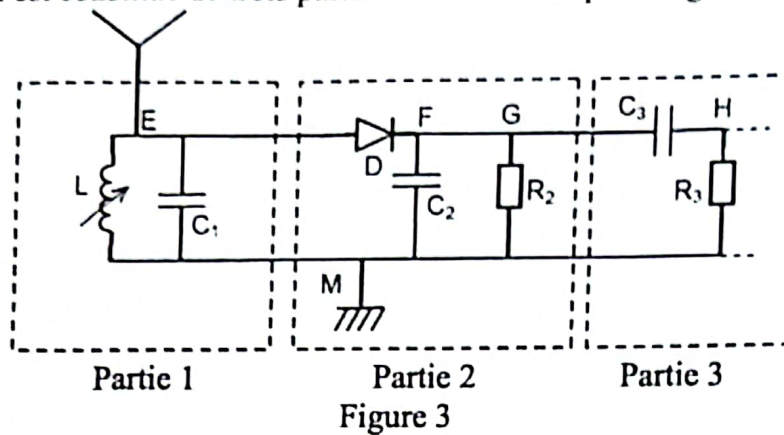 E F G C₃ H
L C₁ D C₂ R₂ R₃
M
Partie 1 Partie 2 Partie 3
Figure 3